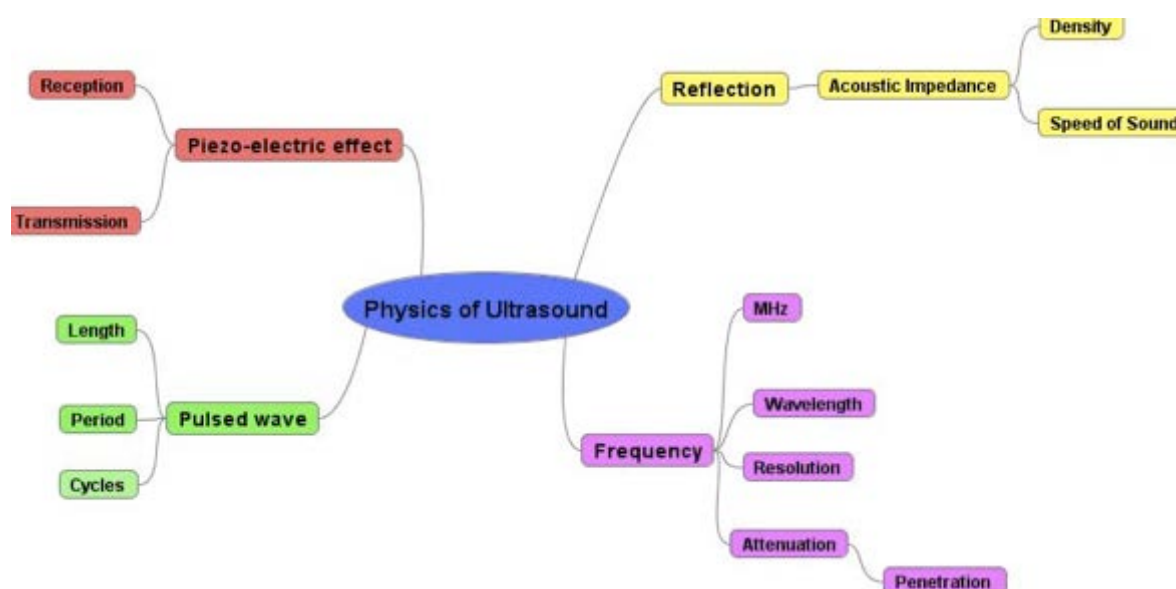 Density
Reception
Reflection
Acoustic Impedance
Speed of Sound
Piezo-electric effect
Transmission
Physics of Ultrasound
MHz
Length
Wavelength
Period
Pulsed wave
Frequency
Resolution
Cycles
Attenuation
Penetration